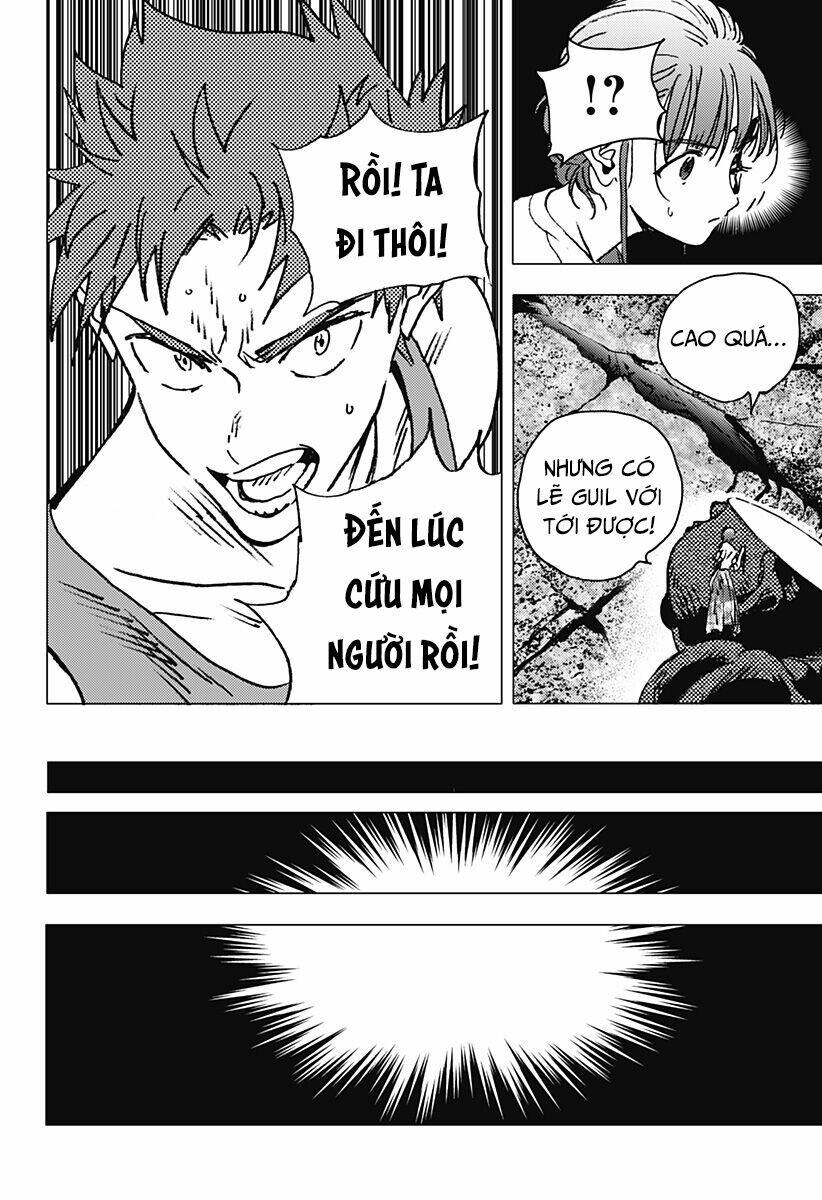 !?
CAO QUÁ...
NHƯNG CÓ
LẼ GUIL VỚI
TỚI ĐƯỢC!
RỒI! TA
ĐI THÔI!
ĐẾN LÚC
CỨU MỌI
NGƯỜI RỒI!